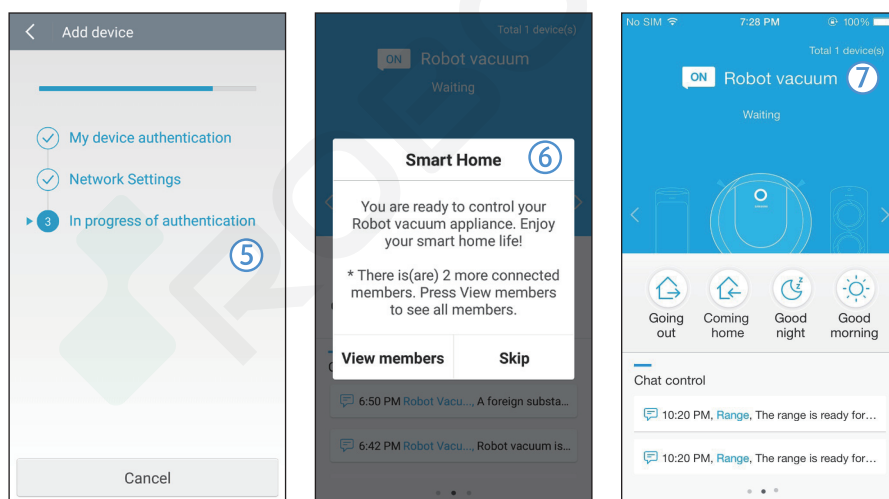 Add device
My device authentication
Network Settings
3 In progress of authentication
⑤
Cancel
Total 1 device(s)
ON Robot vacuum
Waiting
Smart Home ⑥
You are ready to control your
Robot vacuum appliance. Enjoy
your smart home life!
* There is(are) 2 more connected
members. Press View members
to see all members.
View members Skip
6:50 PM Robot Vacu..., A foreign substa...
6:42 PM Robot Vacu..., Robot vacuum is...
No SIM 7:28 PM 100%
Total 1 device(s)
ON Robot vacuum ⑦
Waiting
Going out
Coming home
Good night
Good morning
Chat control
10:20 PM, Range, The range is ready for...
10:20 PM, Range, The range is ready for...